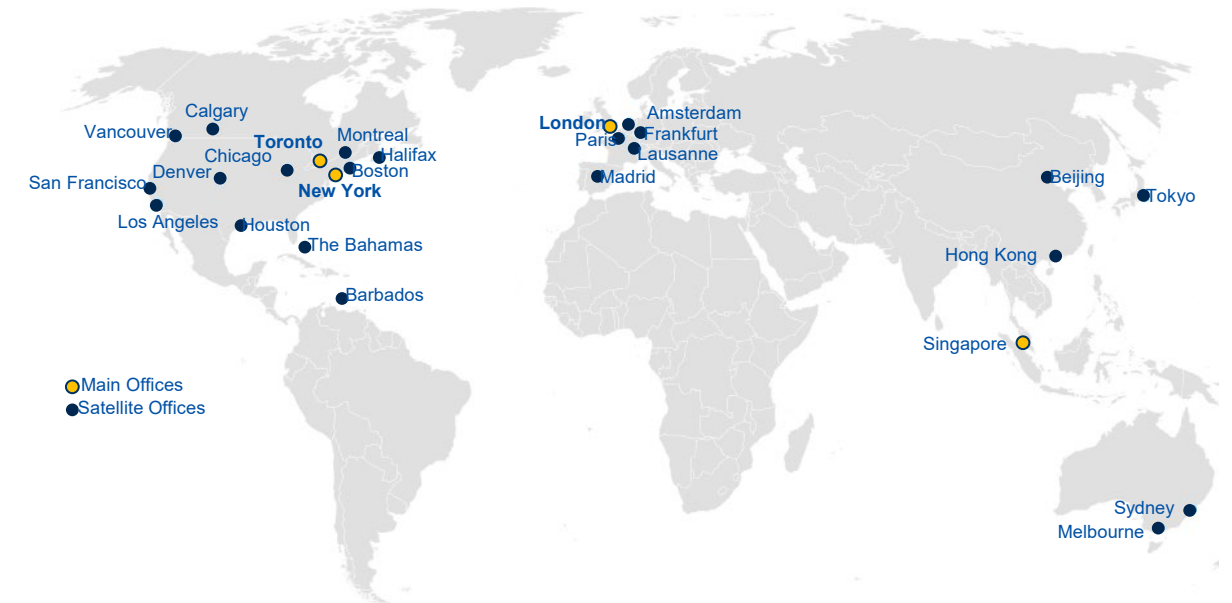 Calgary
Vancouver
Toronto
Montreal
Chicago
Halifax
Denver
Boston
San Francisco
New York
Los Angeles
Houston
The Bahamas
Barbados
London
Amsterdam
Frankfurt
Paris
Lausanne
Madrid
Beijing
Tokyo
Hong Kong
Singapore
Sydney
Melbourne
Main Offices
Satellite Offices